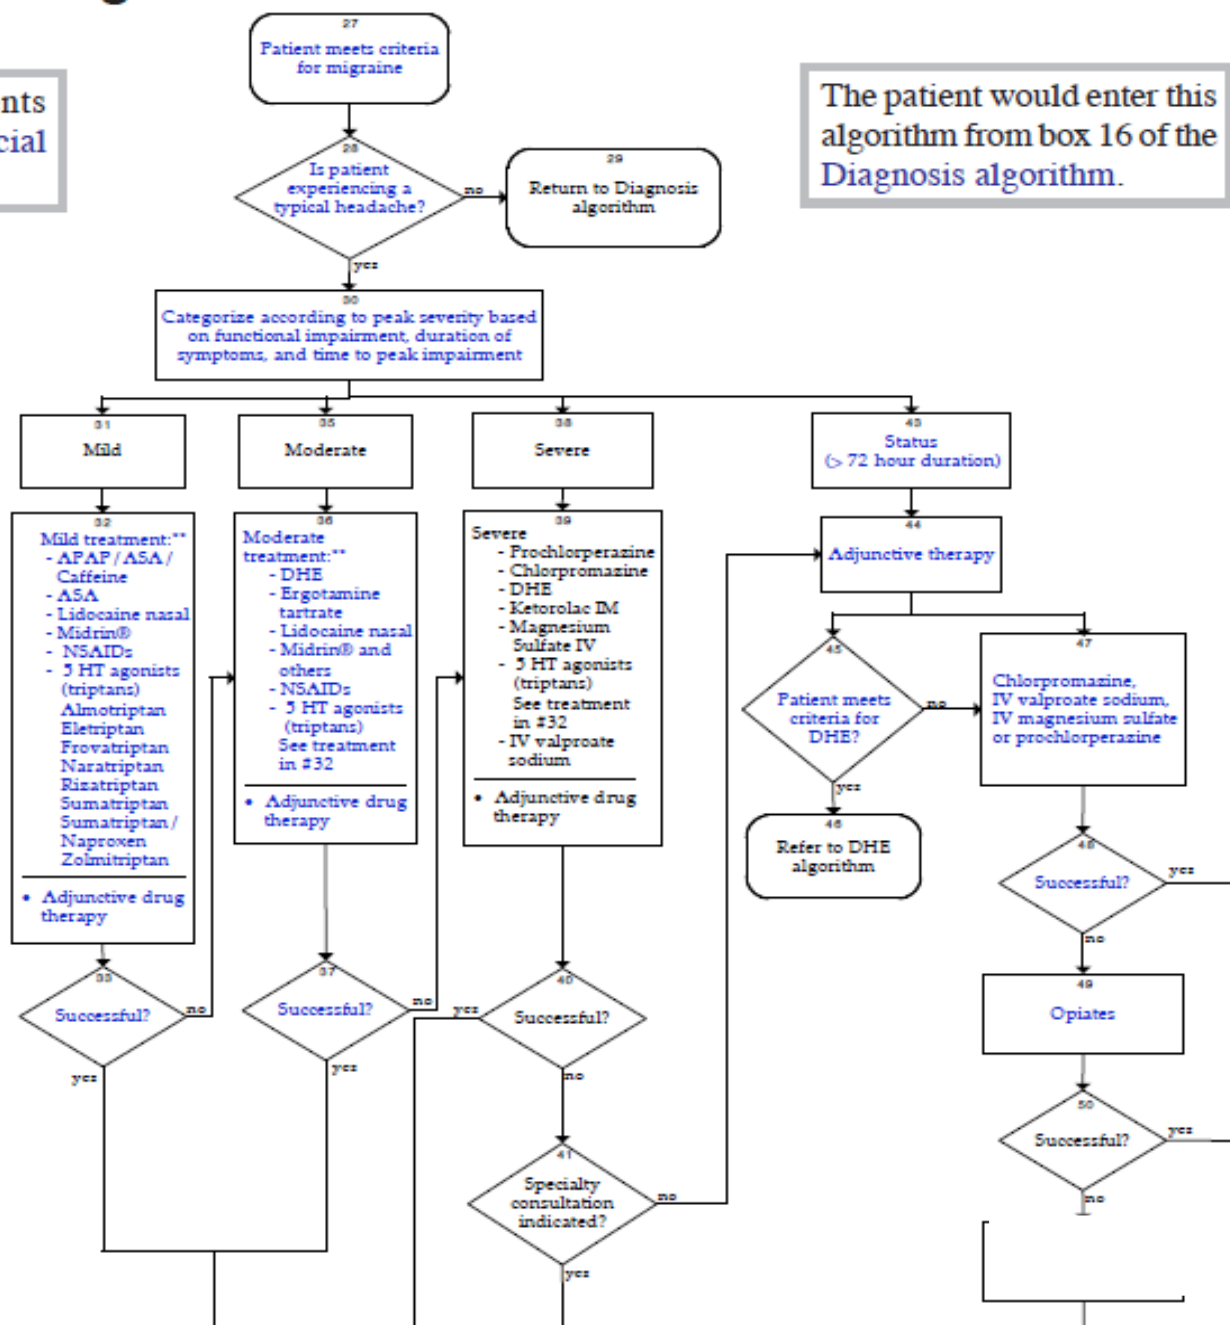 nts
cial
The patient would enter this
algorithm from box 16 of the
Diagnosis algorithm.
27
Patient meets criteria
for migraine
28
Is patient
experiencing a
typical headache?
no
yes
29
Return to Diagnosis
algorithm
30
Categorize according to peak severity based
on functional impairment, duration of
symptoms, and time to peak impairment
31
Mild
35
Moderate
38
Severe
43
Status
(> 72 hour duration)
32
Mild treatment:**
- APAP / ASA /
Caffeine
- ASA
- Lidocaine nasal
- Midrin®
- NSAIDs
- 5 HT agonists
(triptans)
Almotriptan
Eletriptan
Frovatriptan
Naratriptan
Rizatriptan
Sumatriptan
Sumatriptan /
Naproxen
Zolmitriptan
• Adjunctive drug
therapy
36
Moderate
treatment:**
- DHE
- Ergotamine
tartrate
- Lidocaine nasal
- Midrin® and
others
- NSAIDs
- 5 HT agonists
(triptans)
See treatment
in #32
• Adjunctive drug
therapy
39
Severe
- Prochlorperazine
- Chlorpromazine
- DHE
- Ketorolac IM
- Magnesium
Sulfate IV
- 5 HT agonists
(triptans)
See treatment
in #32
- IV valproate
sodium
• Adjunctive drug
therapy
44
Adjunctive therapy
45
Patient meets
criteria for
DHE?
no
yes
46
Refer to DHE
algorithm
47
Chlorpromazine,
IV valproate sodium,
IV magnesium sulfate
or prochlorperazine
48
Successful?
yes
no
49
Opiates
50
Successful?
yes
no
33
Successful?
no
yes
37
Successful?
no
yes
40
Successful?
yes
no
41
Specialty
consultation
indicated?
no
yes